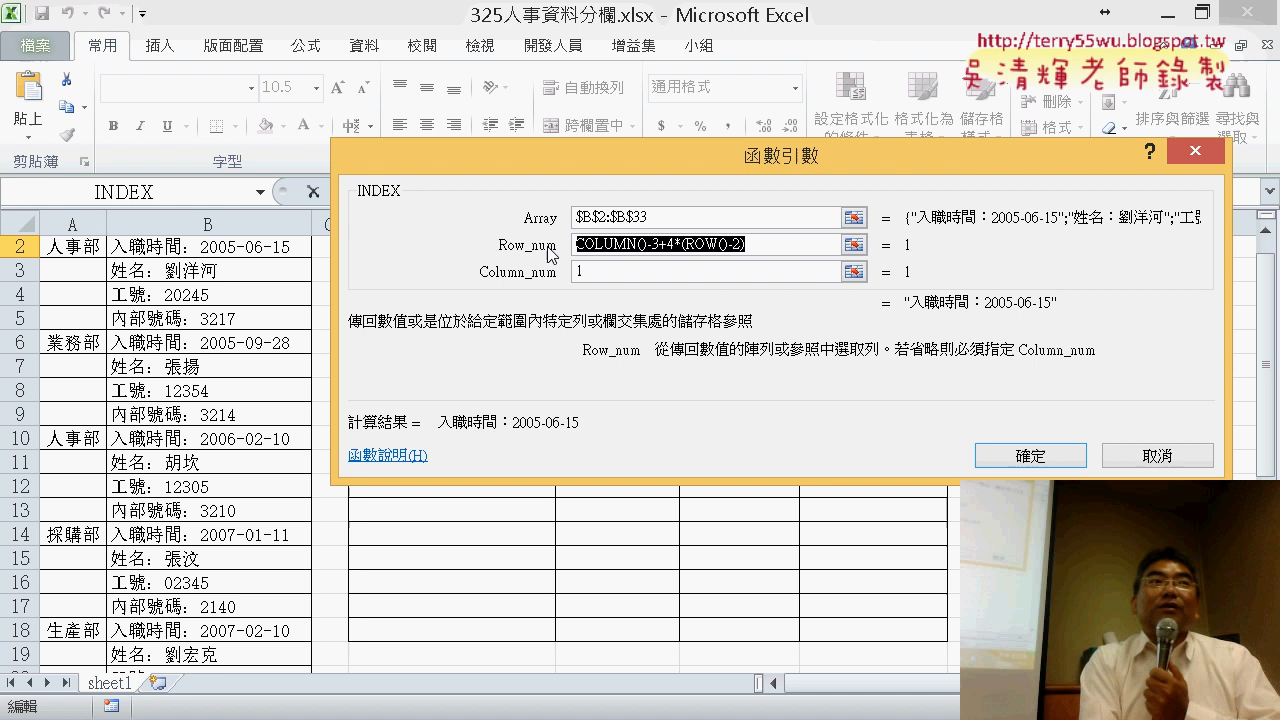 325人事資料分欄.xlsx - Microsoft Excel
檔案 常用 插入 版面配置 公式 資料 校閱 檢視 開發人員 增益集 小組
http://terry55wu.blogspot.tw
吳清輝老師錄製
貼上 10.5 自動換列 通用格式 刪除
B I U 跨欄置中 $ % , 設定格式化的條件 格式化為 儲存格 格式 排序與篩選 尋找與選取
剪貼簿 字型
函數引數
INDEX
INDEX
Array $B$2:$B$33 = {"入職時間：2005-06-15";"姓名：劉洋河";"工號
Row_num COLUMN()-3+4*(ROW()-2) = 1
Column_num 1 = 1
= "入職時間：2005-06-15"
傳回數值或是位於給定範圍內特定列或欄交集處的儲存格參照
Row_num 從傳回數值的陣列或參照中選取列。若省略則必須指定 Column_num
計算結果 = 入職時間：2005-06-15
函數說明(H) 確定 取消
A B
2 人事部 入職時間：2005-06-15
3 姓名：劉洋河
4 工號：20245
5 內部號碼：3217
6 業務部 入職時間：2005-09-28
7 姓名：張揚
8 工號：12354
9 內部號碼：3214
10 人事部 入職時間：2006-02-10
11 姓名：胡坎
12 工號：12305
13 內部號碼：3210
14 採購部 入職時間：2007-01-11
15 姓名：張汶
16 工號：02345
17 內部號碼：2140
18 生產部 入職時間：2007-02-10
19 姓名：劉宏克
sheet1
編輯